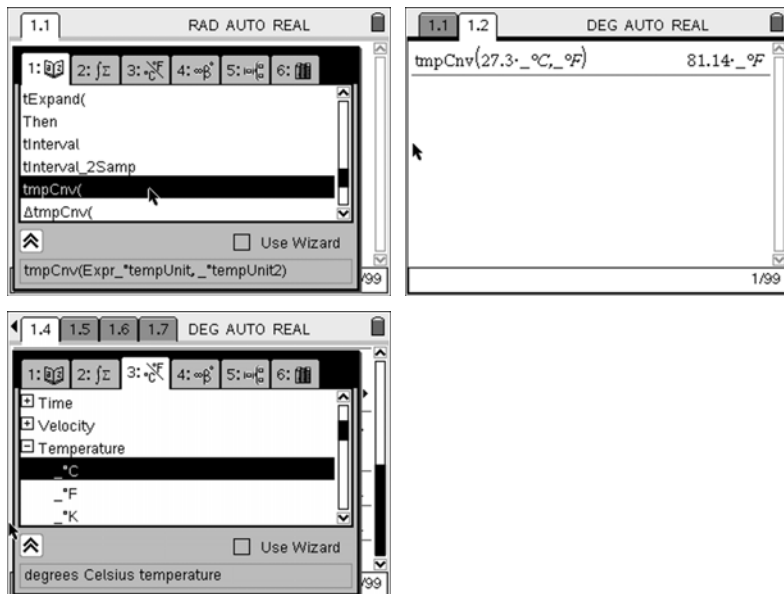 1.1 RAD AUTO REAL
1: 2: ∫Σ 3: °C°F 4: ∞β° 5: 6:
tExpand(
Then
tInterval
tInterval_2Samp
tmpCnv(
ΔtmpCnv(
Use Wizard
tmpCnv(Expr_°tempUnit, _°tempUnit2)
/99
1.1 1.2 DEG AUTO REAL
tmpCnv(27.3·_°C,_°F) 81.14·_°F
1/99
1.4 1.5 1.6 1.7 DEG AUTO REAL
1: 2: ∫Σ 3: °C°F 4: ∞β° 5: 6:
Time
Velocity
Temperature
_°C
_°F
_°K
Use Wizard
degrees Celsius temperature
/99